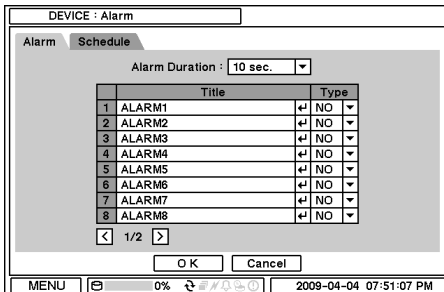 DEVICE : Alarm
Alarm Schedule
Alarm Duration : 10 sec.
Title Type
1 ALARM1 NO
2 ALARM2 NO
3 ALARM3 NO
4 ALARM4 NO
5 ALARM5 NO
6 ALARM6 NO
7 ALARM7 NO
8 ALARM8 NO
< 1/2 >
OK Cancel
MENU 0% 2009-04-04 07:51:07 PM